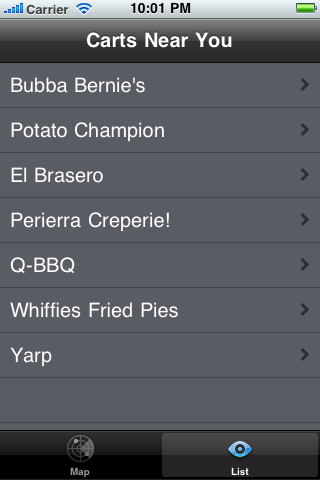 Carrier 10:01 PM
Carts Near You
Bubba Bernie's
Potato Champion
El Brasero
Perierra Creperie!
Q-BBQ
Whiffies Fried Pies
Yarp
Map List